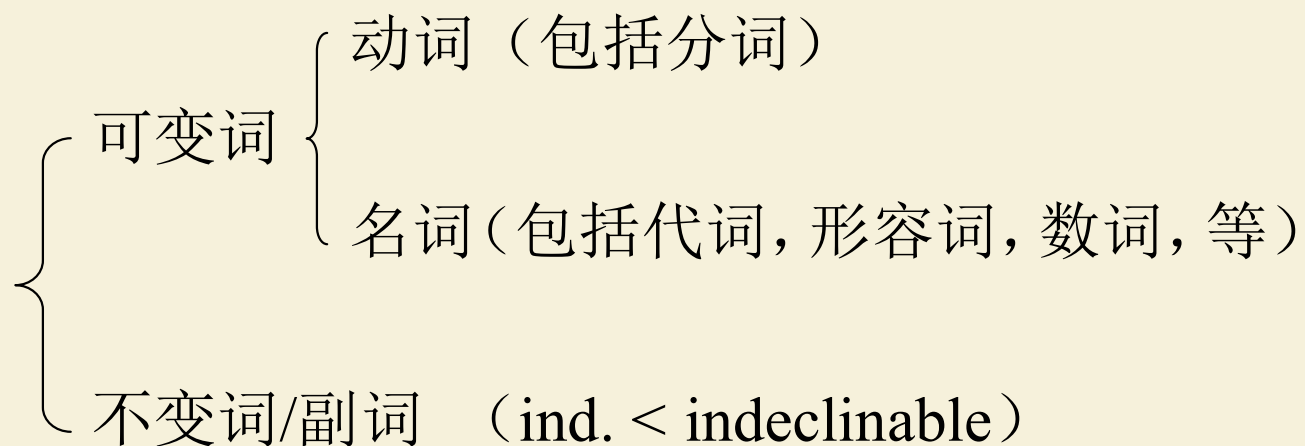 动词（包括分词）
可变词
名词（包括代词，形容词，数词，等）
不变词/副词 （ind. < indeclinable）